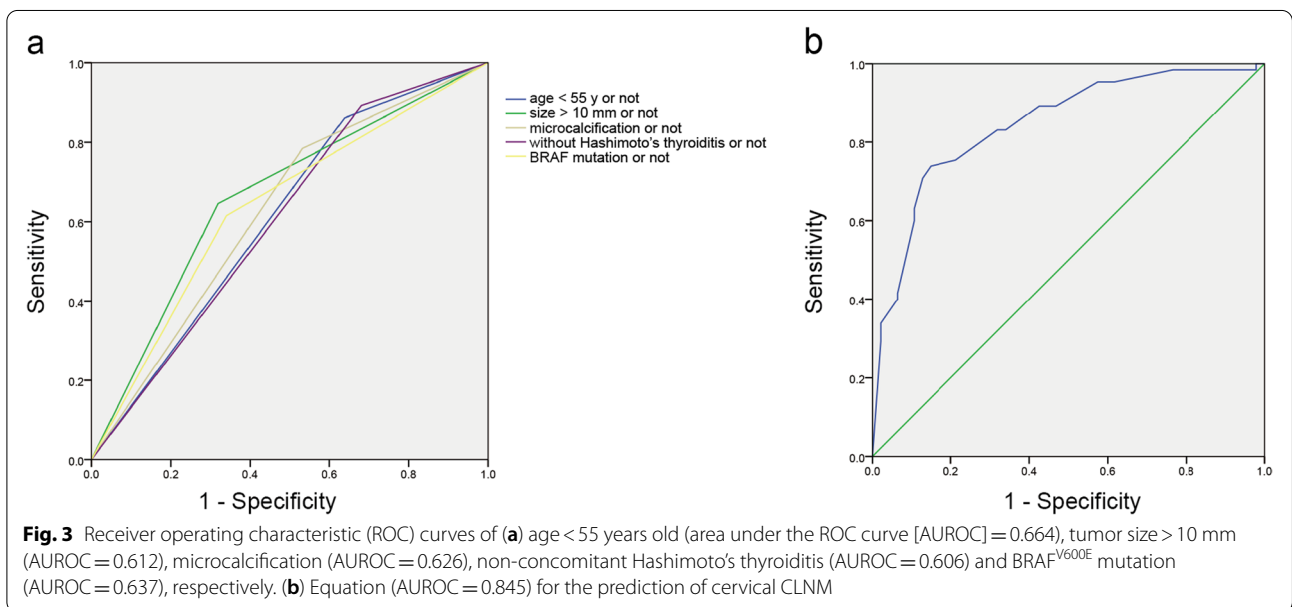 a
b
1.0
0.8
0.6
0.4
0.2
0.0
0.0 0.2 0.4 0.6 0.8 1.0
Sensitivity
1 - Specificity
age < 55 y or not
size > 10 mm or not
microcalcification or not
without Hashimoto's thyroiditis or not
BRAF mutation or not
1.0
0.8
0.6
0.4
0.2
0.0
0.0 0.2 0.4 0.6 0.8 1.0
Sensitivity
1 - Specificity
Fig. 3 Receiver operating characteristic (ROC) curves of (a) age < 55 years old (area under the ROC curve [AUROC] = 0.664), tumor size > 10 mm
(AUROC = 0.612), microcalcification (AUROC = 0.626), non-concomitant Hashimoto's thyroiditis (AUROC = 0.606) and BRAFV600E mutation
(AUROC = 0.637), respectively. (b) Equation (AUROC = 0.845) for the prediction of cervical CLNM